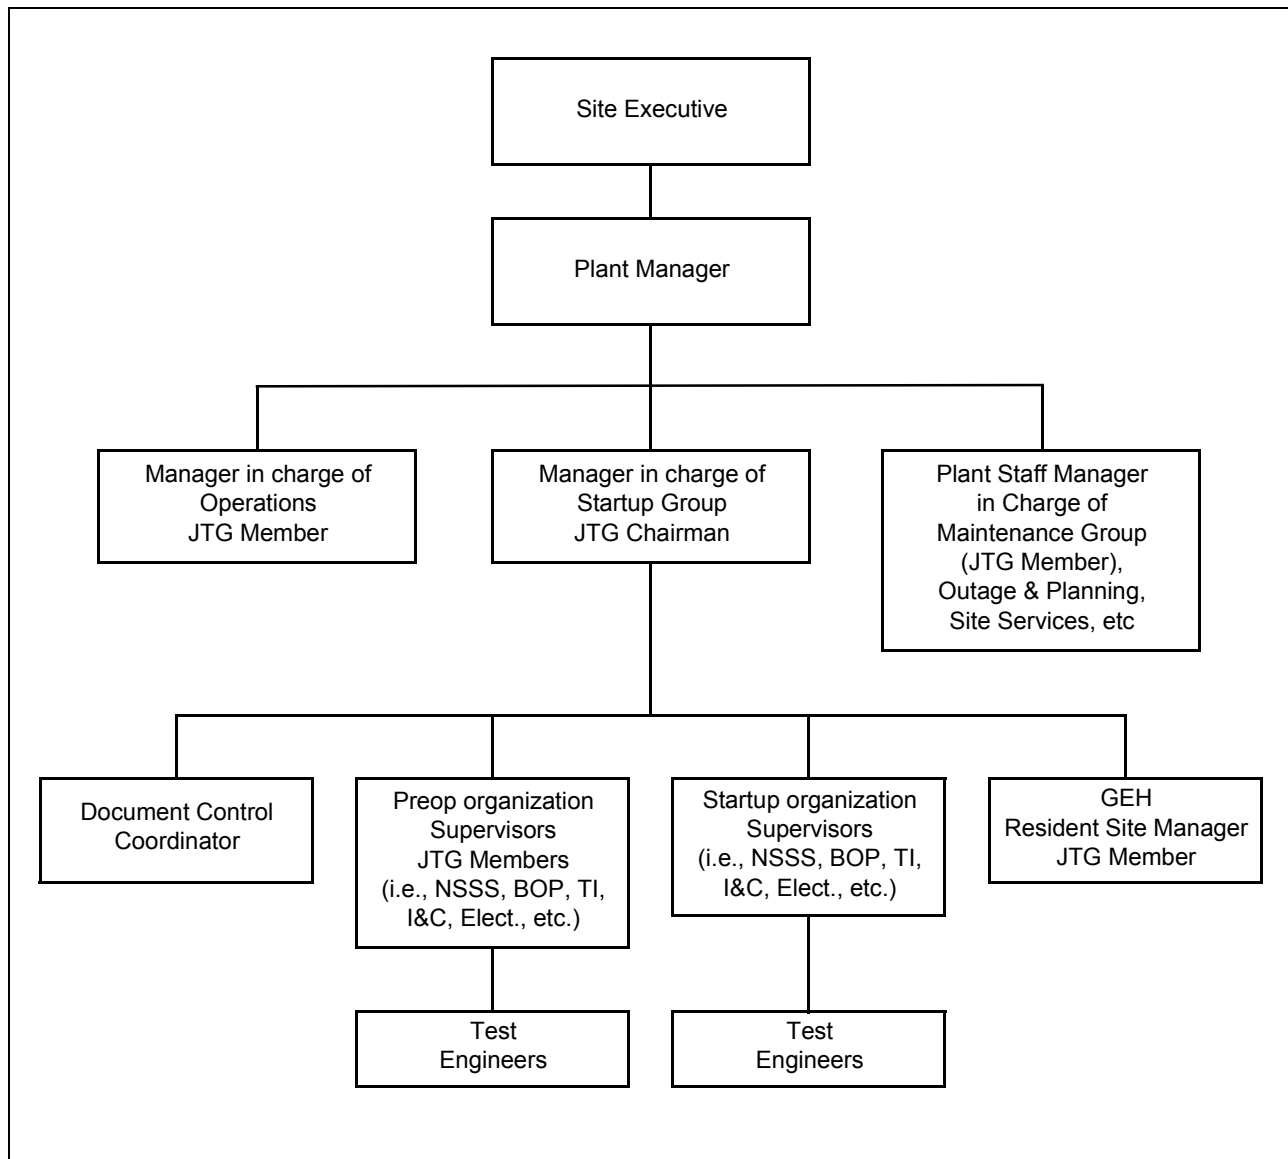 Site Executive
Plant Manager
Manager in charge of
Operations
JTG Member
Manager in charge of
Startup Group
JTG Chairman
Plant Staff Manager
in Charge of
Maintenance Group
(JTG Member),
Outage & Planning,
Site Services, etc
Document Control
Coordinator
Preop organization
Supervisors
JTG Members
(i.e., NSSS, BOP, TI,
I&C, Elect., etc.)
Startup organization
Supervisors
(i.e., NSSS, BOP, TI,
I&C, Elect., etc.)
GEH
Resident Site Manager
JTG Member
Test
Engineers
Test
Engineers